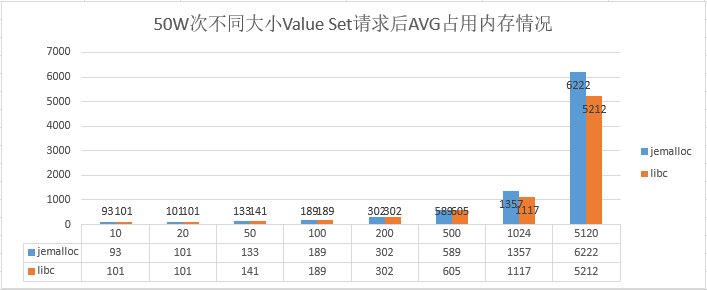 50W次不同大小Value Set请求后AVG占用内存情况
7000
6000
5000
4000
3000
2000
1000
0
93 101 101 101 133 141 189 189 302 302 589 605 1357 1117 6222 5212
jemalloc
libc
10 20 50 100 200 500 1024 5120
jemalloc 93 101 133 189 302 589 1357 6222
libc 101 101 141 189 302 605 1117 5212